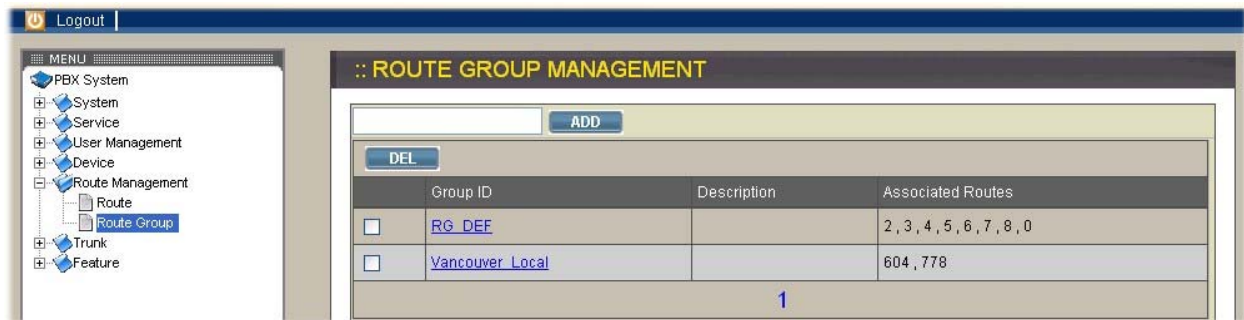 Logout
MENU
PBX System
System
Service
User Management
Device
Route Management
Route
Route Group
Trunk
Feature
:: ROUTE GROUP MANAGEMENT
ADD
DEL
Group ID Description Associated Routes
RG_DEF 2,3,4,5,6,7,8,0
Vancouver_Local 604,778
1